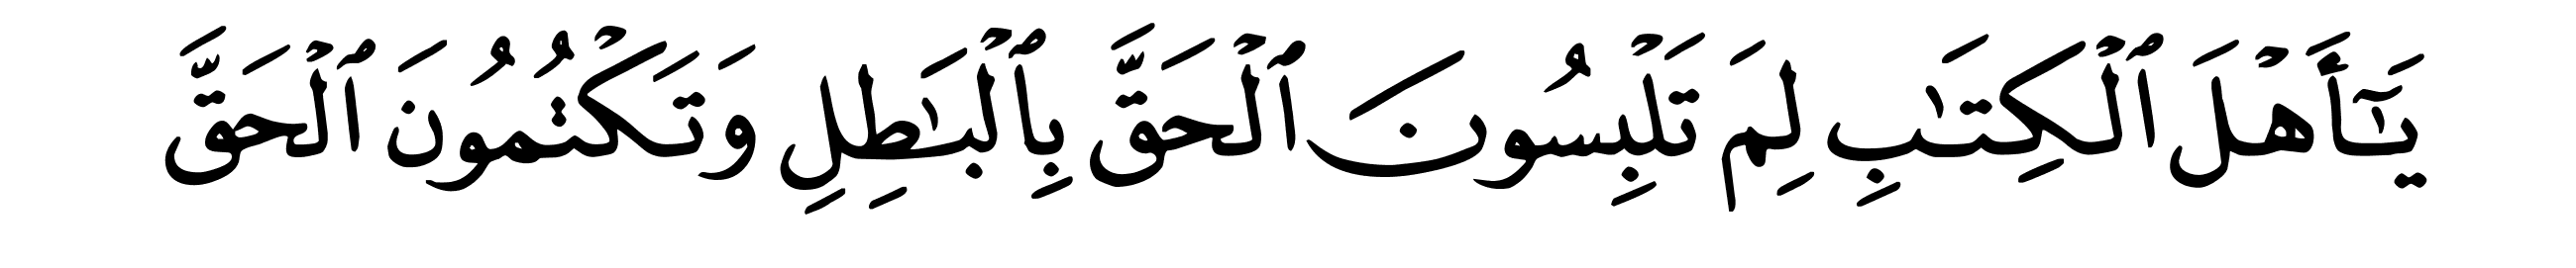 يَـٰٓأَهْلَ ٱلْكِتَـٰبِ لِمَ تَلْبِسُونَ ٱلْحَقَّ بِٱلْبَـٰطِلِ وَتَكْتُمُونَ ٱلْحَقَّ